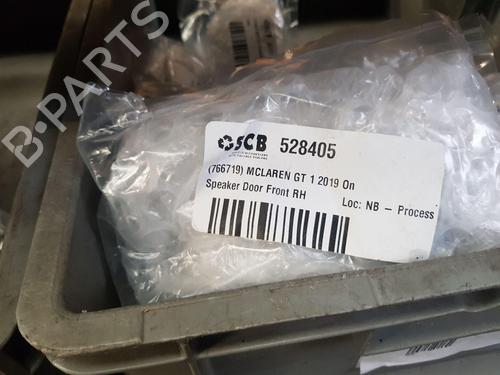 B-PARTS
SCB 528405
(766719) MCLAREN GT 1 2019 On
Speaker Door Front RH
Loc: NB - Process